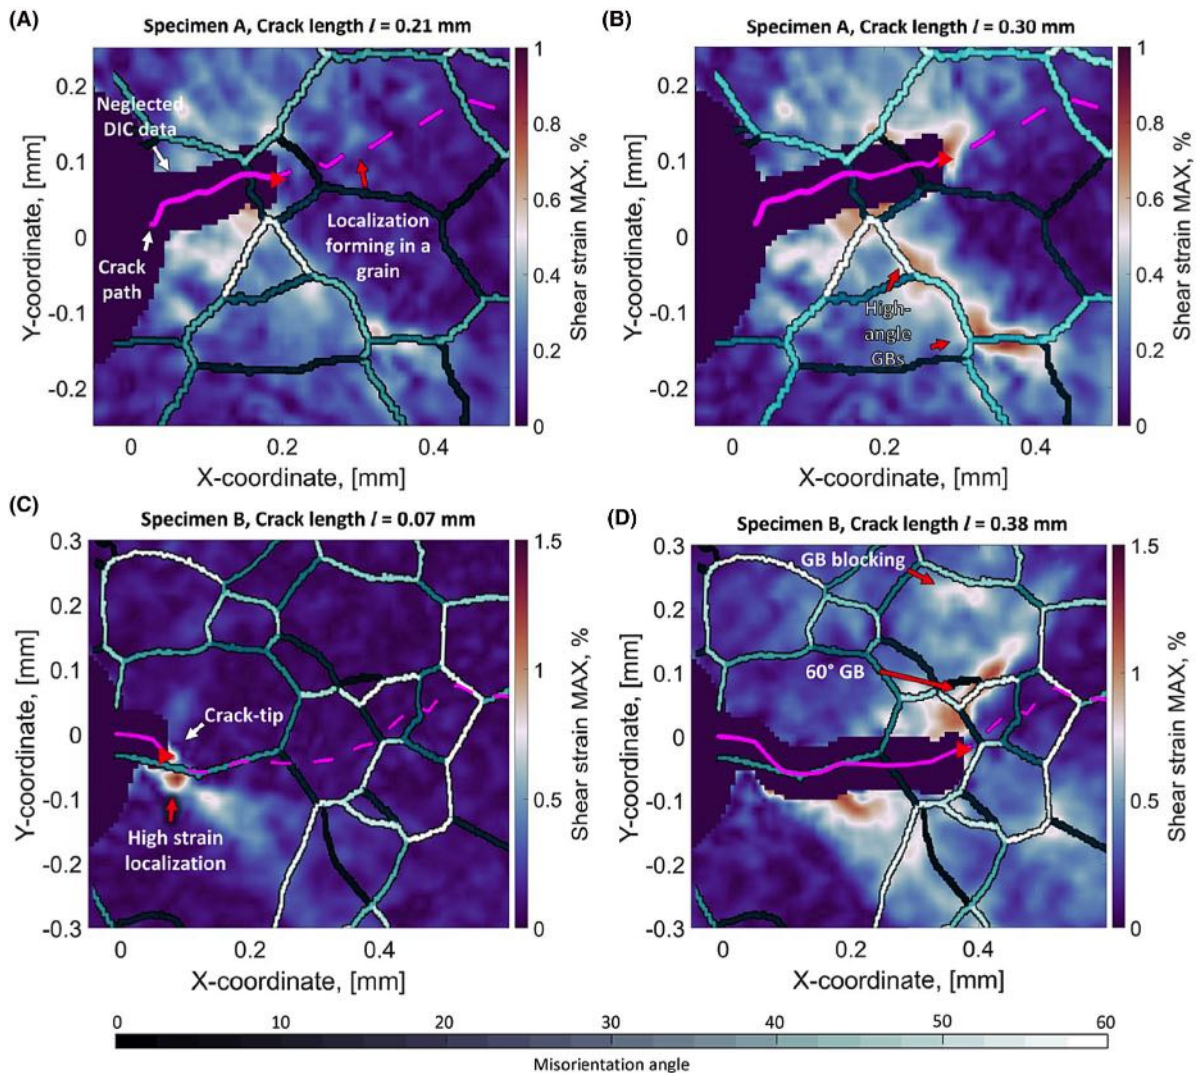 (A)
Specimen A, Crack length l = 0.21 mm
Y-coordinate, [mm]
0.2
0.1
0
-0.1
-0.2
Neglected
DIC data
Crack
path
Localization
forming in a
grain
0
0.2
0.4
X-coordinate, [mm]
1
0.8
0.6
0.4
0.2
0
Shear strain MAX, %
(B)
Specimen A, Crack length l = 0.30 mm
Y-coordinate, [mm]
0.2
0.1
0
-0.1
-0.2
High-
angle
GBs
0
0.2
0.4
X-coordinate, [mm]
1
0.8
0.6
0.4
0.2
0
Shear strain MAX, %
(C)
Specimen B, Crack length l = 0.07 mm
Y-coordinate, [mm]
0.3
0.2
0.1
0
-0.1
-0.2
-0.3
Crack-tip
High strain
localization
0
0.2
0.4
X-coordinate, [mm]
1.5
1
0.5
0
Shear strain MAX, %
(D)
Specimen B, Crack length l = 0.38 mm
Y-coordinate, [mm]
0.3
0.2
0.1
0
-0.1
-0.2
-0.3
GB blocking
60° GB
0
0.2
0.4
X-coordinate, [mm]
1.5
1
0.5
0
Shear strain MAX, %
0 10 20 30 40 50 60
Misorientation angle